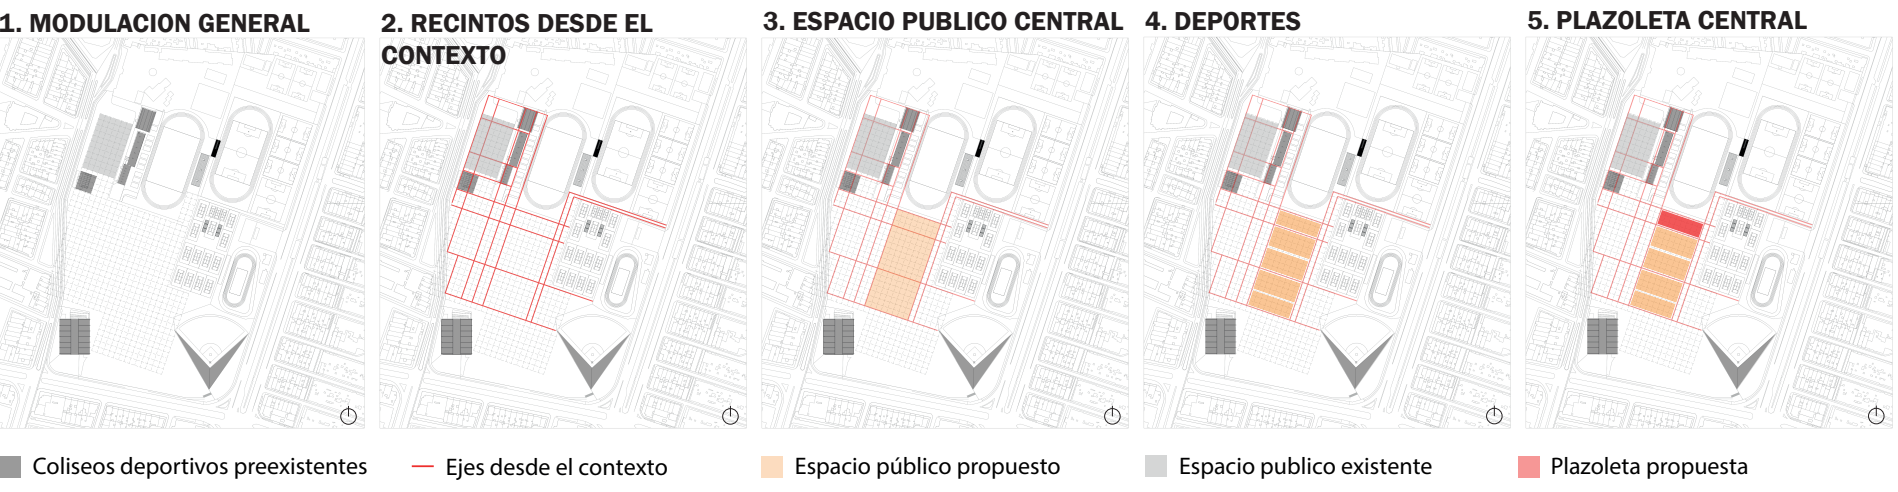 1. MODULACION GENERAL
2. RECINTOS DESDE EL
CONTEXTO
3. ESPACIO PUBLICO CENTRAL
4. DEPORTES
5. PLAZOLETA CENTRAL
Coliseos deportivos preexistentes
Ejes desde el contexto
Espacio público propuesto
Espacio publico existente
Plazoleta propuesta